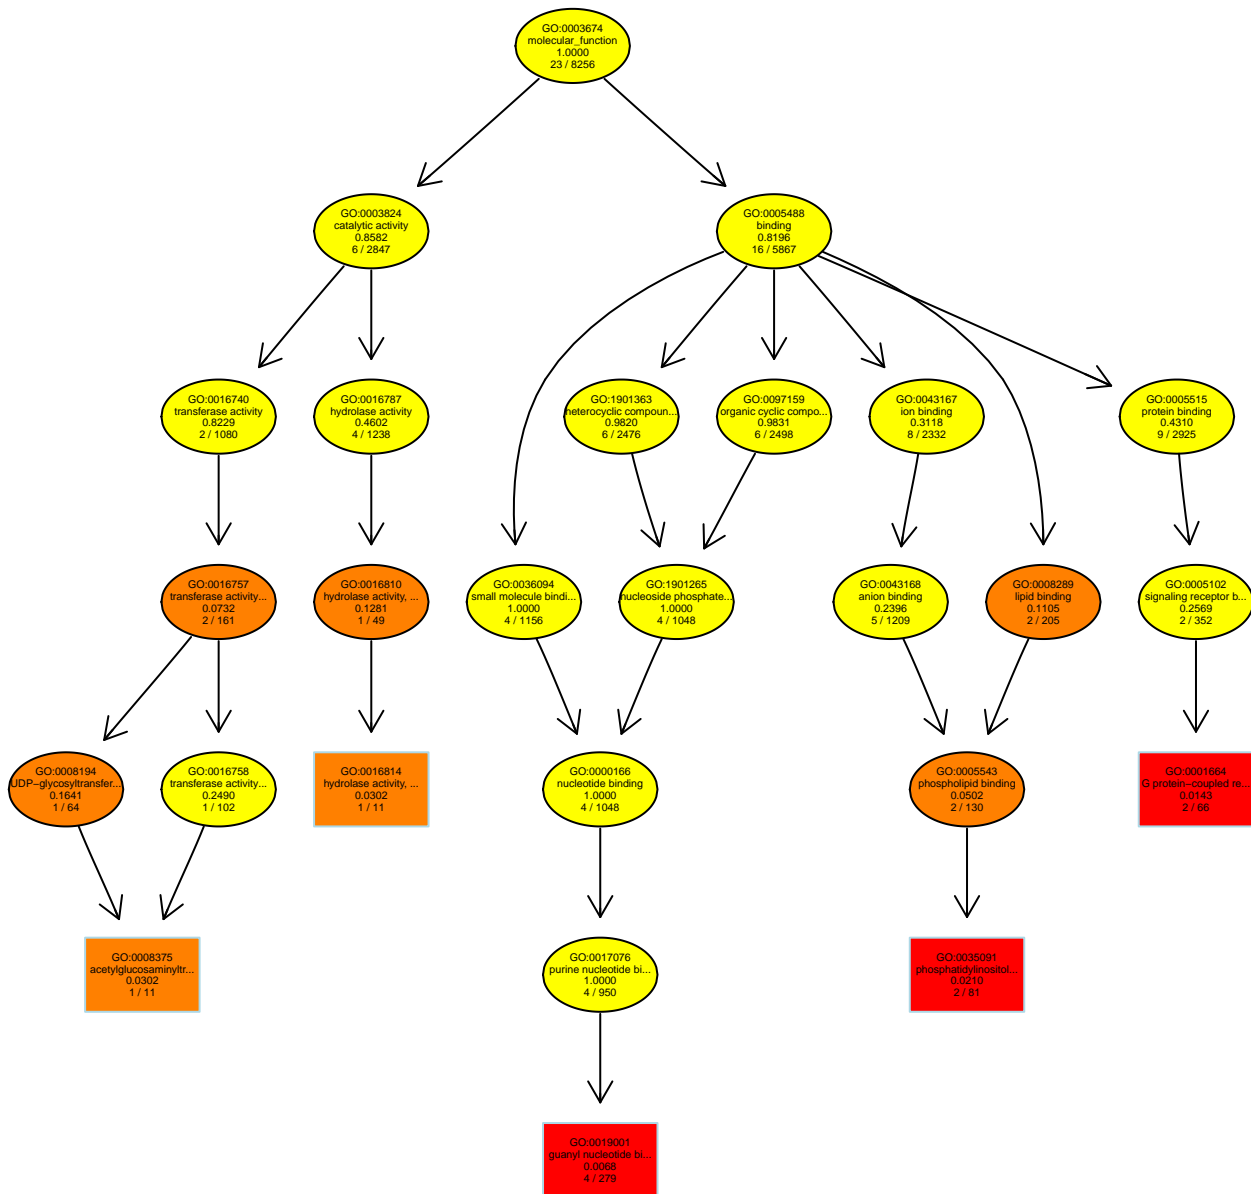 GO:0003674
molecular_function
1.0000
23 / 8256
GO:0003824
catalytic activity
0.8582
6 / 2847
GO:0005488
binding
0.8196
16 / 5867
GO:0016740
transferase activity
0.8229
2 / 1080
GO:0016787
hydrolase activity
0.4602
4 / 1238
GO:1901363
heterocyclic compoun...
0.9820
6 / 2476
GO:0097159
organic cyclic compo...
0.9831
6 / 2498
GO:0043167
ion binding
0.3118
8 / 2332
GO:0005515
protein binding
0.4310
9 / 2925
GO:0016757
transferase activity...
0.0732
2 / 161
GO:0016810
hydrolase activity, ...
0.1281
1 / 49
GO:0036094
small molecule bindi...
1.0000
4 / 1156
GO:1901265
nucleoside phosphate...
1.0000
4 / 1048
GO:0043168
anion binding
0.2396
5 / 1209
GO:0008289
lipid binding
0.1105
2 / 205
GO:0005102
signaling receptor b...
0.2569
2 / 352
GO:0008194
UDP−glycosyltransfer...
0.1641
1 / 64
GO:0016758
transferase activity...
0.2490
1 / 102
GO:0016814
hydrolase activity, ...
0.0302
1 / 11
GO:0000166
nucleotide binding
1.0000
4 / 1048
GO:0005543
phospholipid binding
0.0502
2 / 130
GO:0001664
G protein−coupled re...
0.0143
2 / 66
GO:0008375
acetylglucosaminyltr...
0.0302
1 / 11
GO:0017076
purine nucleotide bi...
1.0000
4 / 950
GO:0035091
phosphatidylinositol...
0.0210
2 / 81
GO:0019001
guanyl nucleotide bi...
0.0068
4 / 279